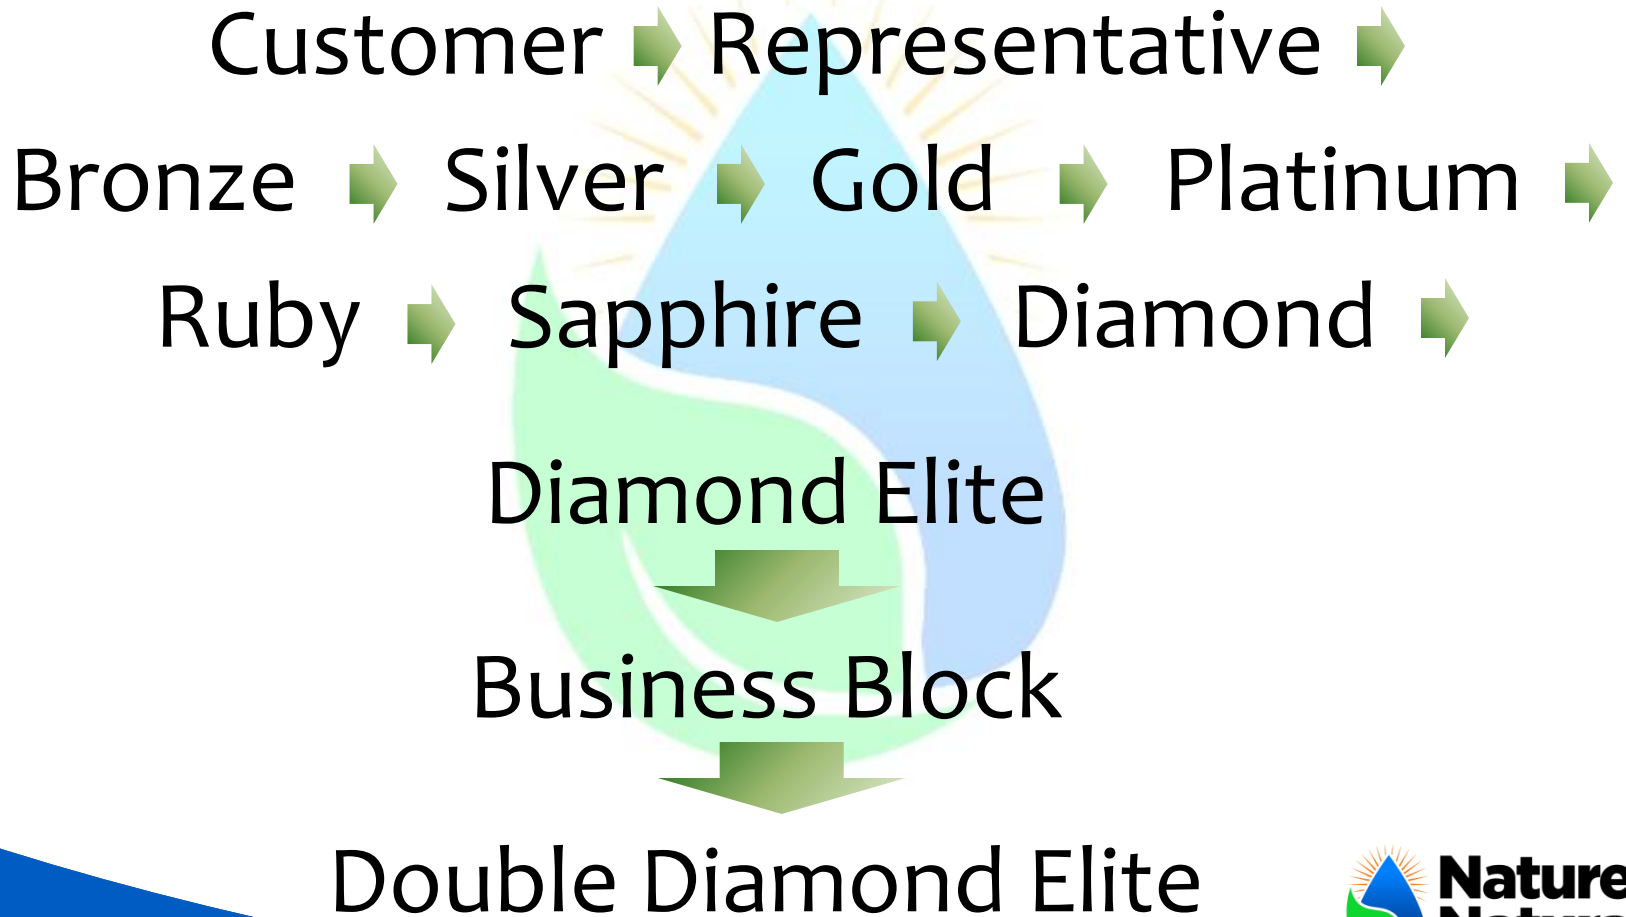 Customer Representative
Bronze Silver Gold Platinum
Ruby Sapphire Diamond
Diamond Elite
Business Block
Double Diamond Elite
Nature